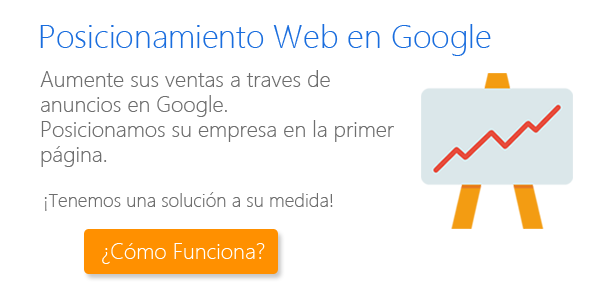 Posicionamiento Web en Google
Aumente sus ventas a traves de
anuncios en Google.
Posicionamos su empresa en la primer
página.
¡Tenemos una solución a su medida!
¿Cómo Funciona?